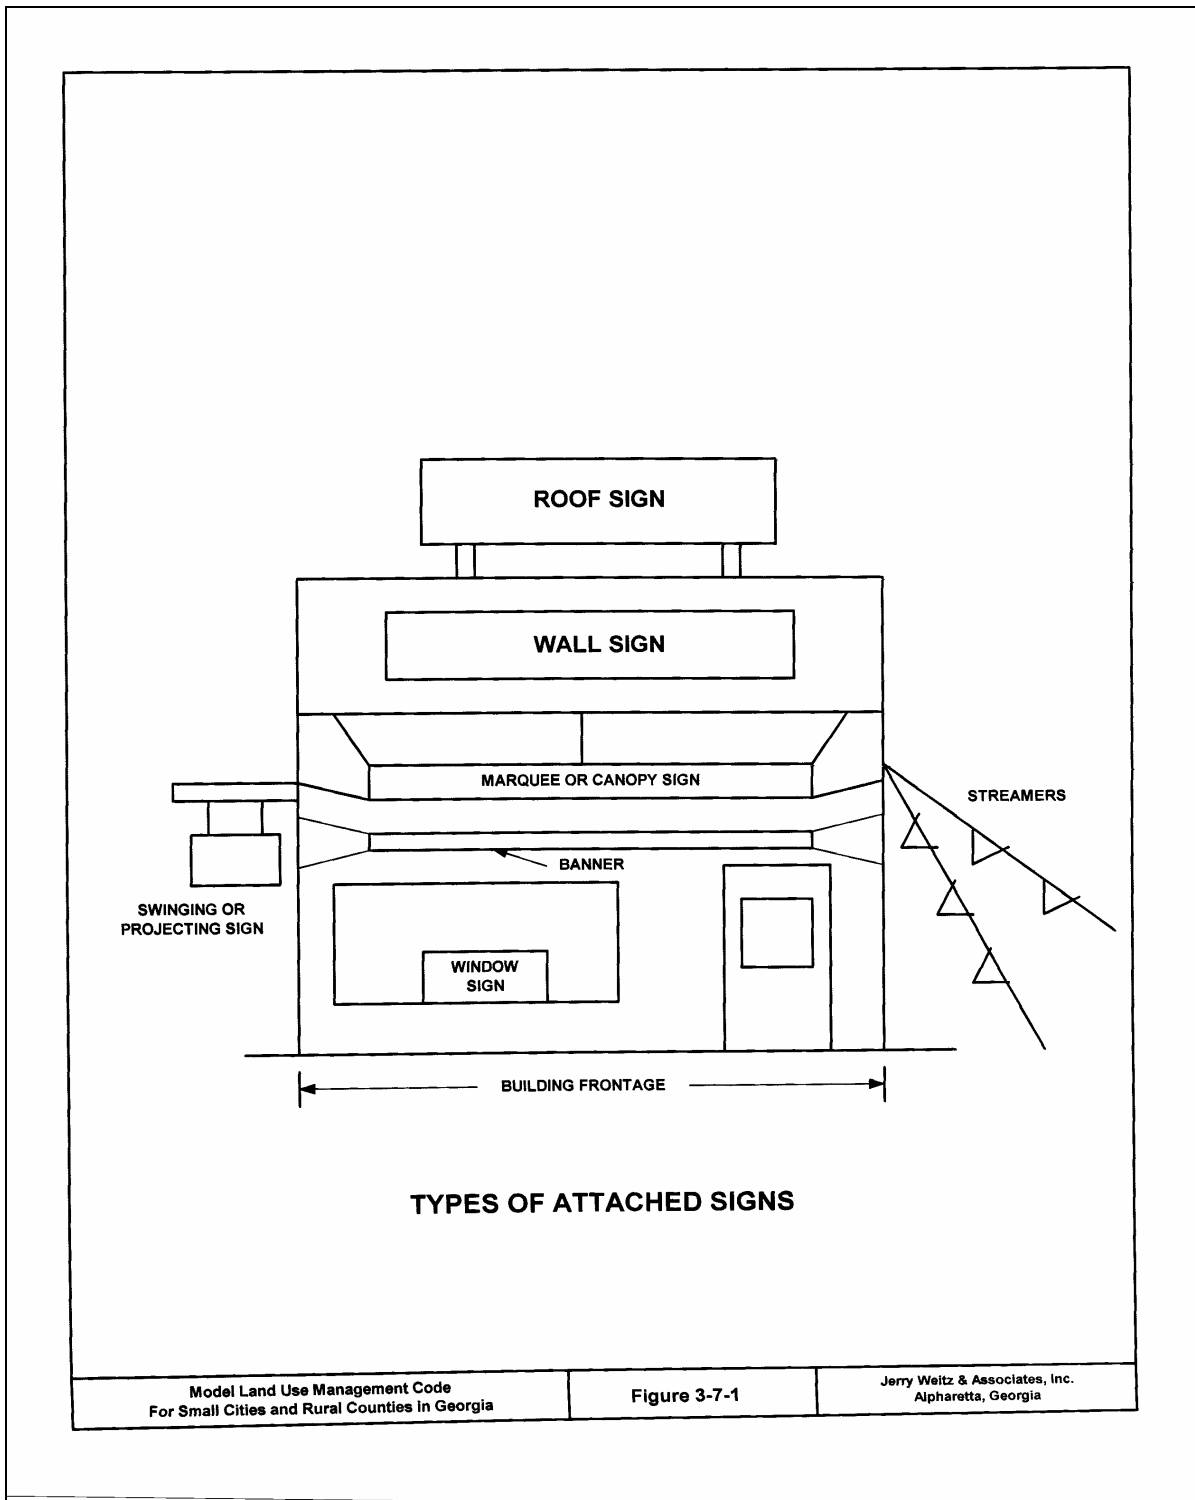 ROOF SIGN
WALL SIGN
MARQUEE OR CANOPY SIGN
STREAMERS
BANNER
SWINGING OR
PROJECTING SIGN
WINDOW
SIGN
BUILDING FRONTAGE
TYPES OF ATTACHED SIGNS
Model Land Use Management Code
For Small Cities and Rural Counties in Georgia
Figure 3-7-1
Jerry Weitz & Associates, Inc.
Alpharetta, Georgia